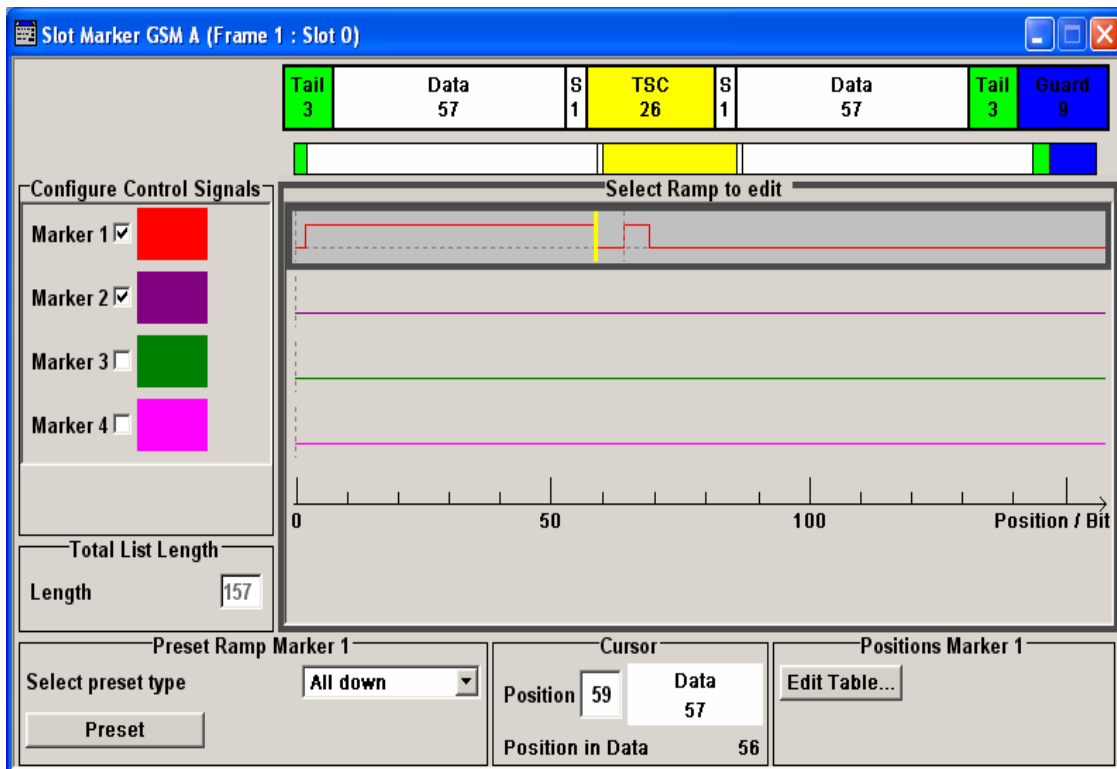 Slot Marker GSM A (Frame 1 : Slot 0)
Tail Data S TSC S Data Tail Guard
3 57 1 26 1 57 3 9
Configure Control Signals
Select Ramp to edit
Marker 1
Marker 2
Marker 3
Marker 4
0 50 100 Position / Bit
Total List Length
Length 157
Preset Ramp Marker 1
Select preset type All down
Preset
Cursor
Position 59 Data
57
Position in Data 56
Positions Marker 1
Edit Table...